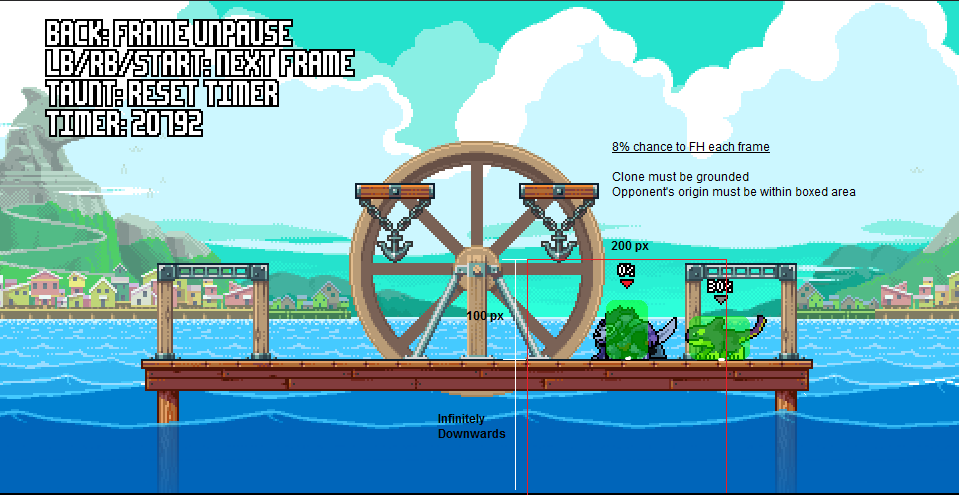 BACK: FRAME UNPAUSE
LB/RB/START: NEXT FRAME
TAUNT: RESET TIMER
TIMER: 20792
8% chance to FH each frame
Clone must be grounded
Opponent's origin must be within boxed area
200 px
0%
100 px
Infinitely
Downwards